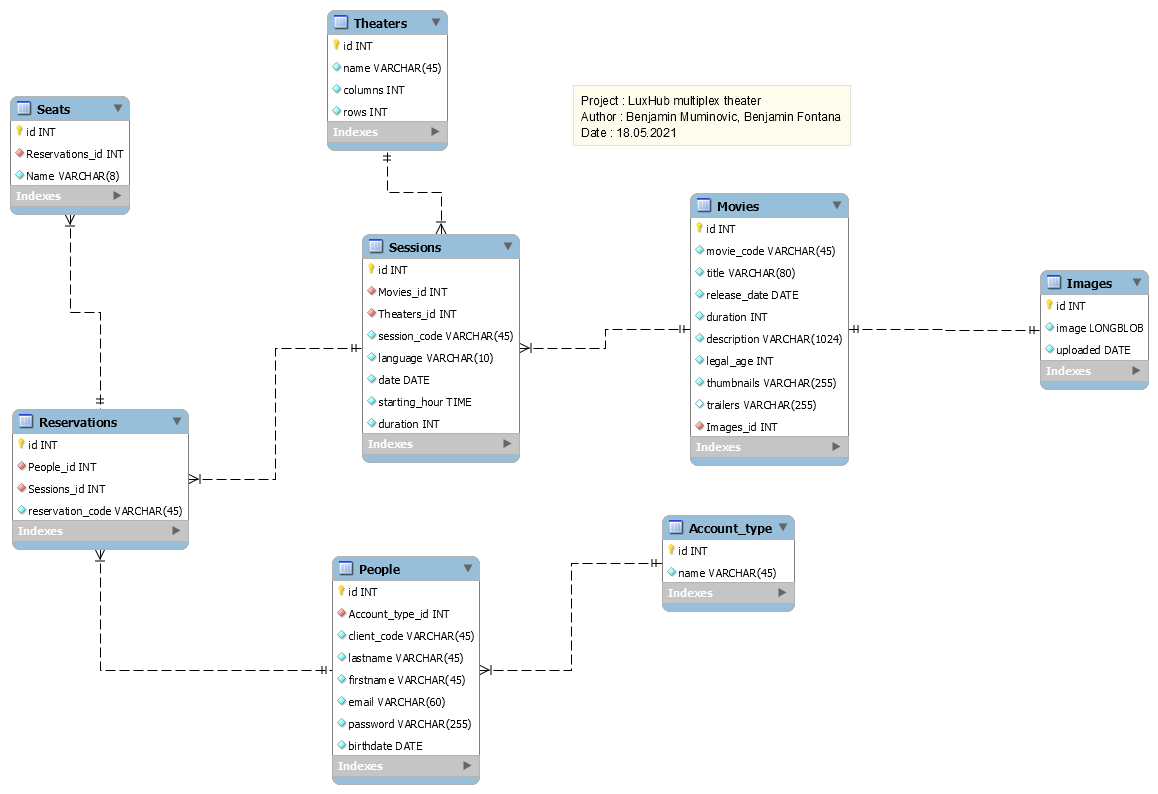 Theaters
id INT
name VARCHAR(45)
columns INT
rows INT
Indexes
Project : LuxHub multiplex theater
Author : Benjamin Muminovic, Benjamin Fontana
Date : 18.05.2021
Seats
id INT
Reservations_id INT
Name VARCHAR(8)
Indexes
Sessions
id INT
Movies_id INT
Theaters_id INT
session_code VARCHAR(45)
language VARCHAR(10)
date DATE
starting_hour TIME
duration INT
Indexes
Movies
id INT
movie_code VARCHAR(45)
title VARCHAR(80)
release_date DATE
duration INT
description VARCHAR(1024)
legal_age INT
thumbnails VARCHAR(255)
trailers VARCHAR(255)
Images_id INT
Indexes
Images
id INT
image LONGBLOB
uploaded DATE
Indexes
Reservations
id INT
People_id INT
Sessions_id INT
reservation_code VARCHAR(45)
Indexes
People
id INT
Account_type_id INT
client_code VARCHAR(45)
lastname VARCHAR(45)
firstname VARCHAR(45)
email VARCHAR(60)
password VARCHAR(255)
birthdate DATE
Indexes
Account_type
id INT
name VARCHAR(45)
Indexes